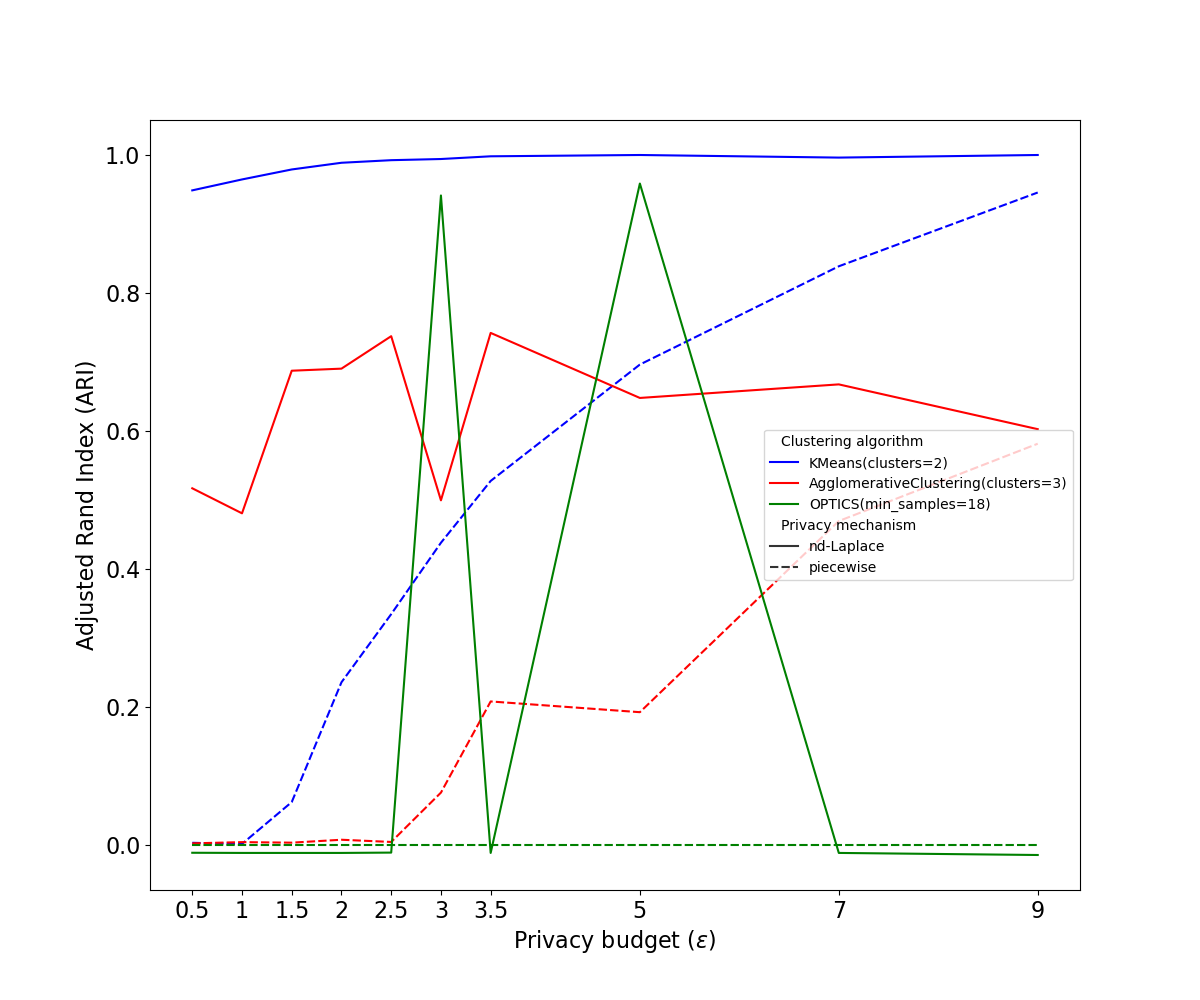 1.0
0.8
0.6
0.4
0.2
0.0
Adjusted Rand Index (ARI)
Clustering algorithm
KMeans(clusters=2)
AgglomerativeClustering(clusters=3)
OPTICS(min_samples=18)
Privacy mechanism
nd-Laplace
piecewise
0.5 1 1.5 2 2.5 3 3.5 5 7 9
Privacy budget (ε)